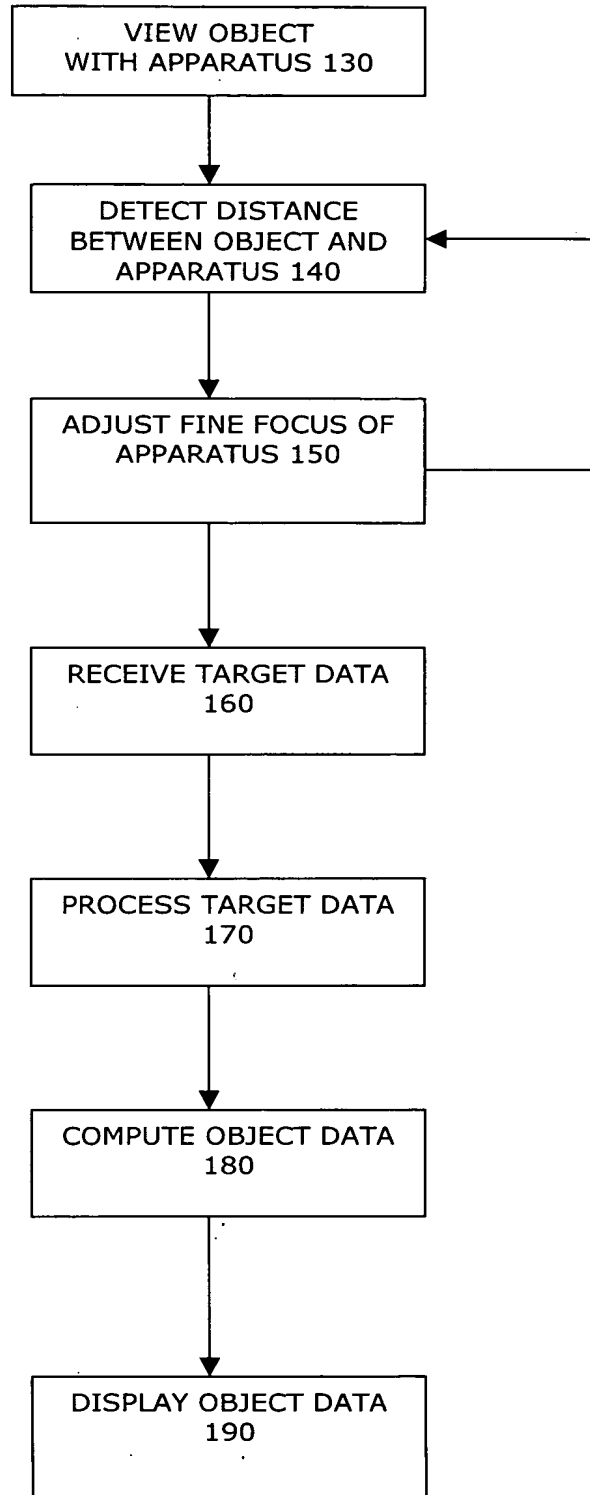 VIEW OBJECT
WITH APPARATUS 130
DETECT DISTANCE
BETWEEN OBJECT AND
APPARATUS 140
ADJUST FINE FOCUS OF
APPARATUS 150
RECEIVE TARGET DATA
160
PROCESS TARGET DATA
170
COMPUTE OBJECT DATA
180
DISPLAY OBJECT DATA
190